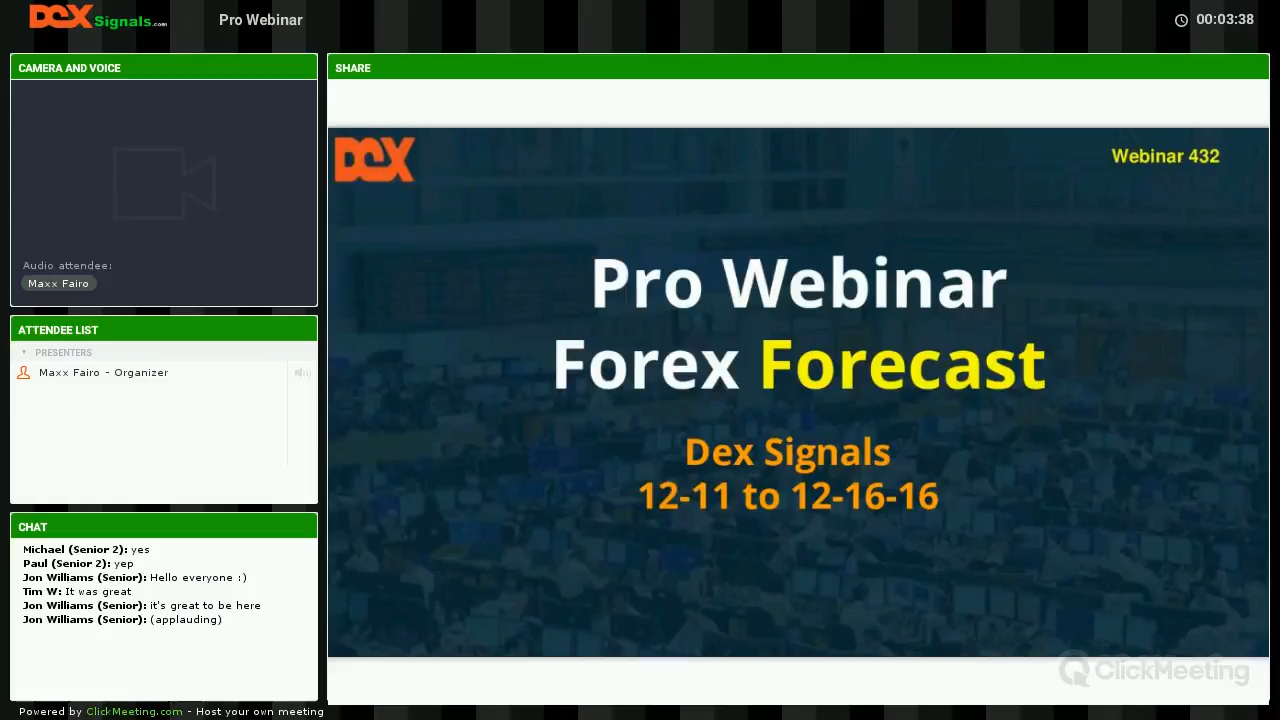 DEX Signals.com
Pro Webinar
00:03:38
CAMERA AND VOICE
Audio attendee:
Maxx Fairo
ATTENDEE LIST
PRESENTERS
Maxx Fairo - Organizer
CHAT
Michael (Senior 2): yes
Paul (Senior 2): yep
Jon Williams (Senior): Hello everyone :)
Tim W: It was great
Jon Williams (Senior): it's great to be here
Jon Williams (Senior): (applauding)
Powered by ClickMeeting.com - Host your own meeting
SHARE
DEX
Webinar 432
Pro Webinar
Forex Forecast
Dex Signals
12-11 to 12-16-16
ClickMeeting